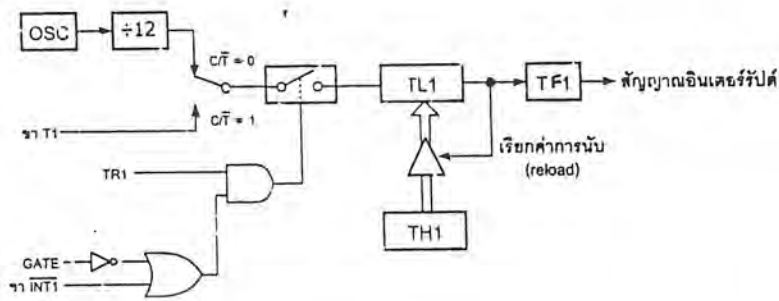 OSC
÷12
C/T̅ = 0
C/T̅ = 1
ขา T1
TL1
TF1
สัญญาณอินเตอร์รัปต์
เรียกค่าการนับ
(reload)
TR1
TH1
GATE
ขา I̅N̅T̅1̅